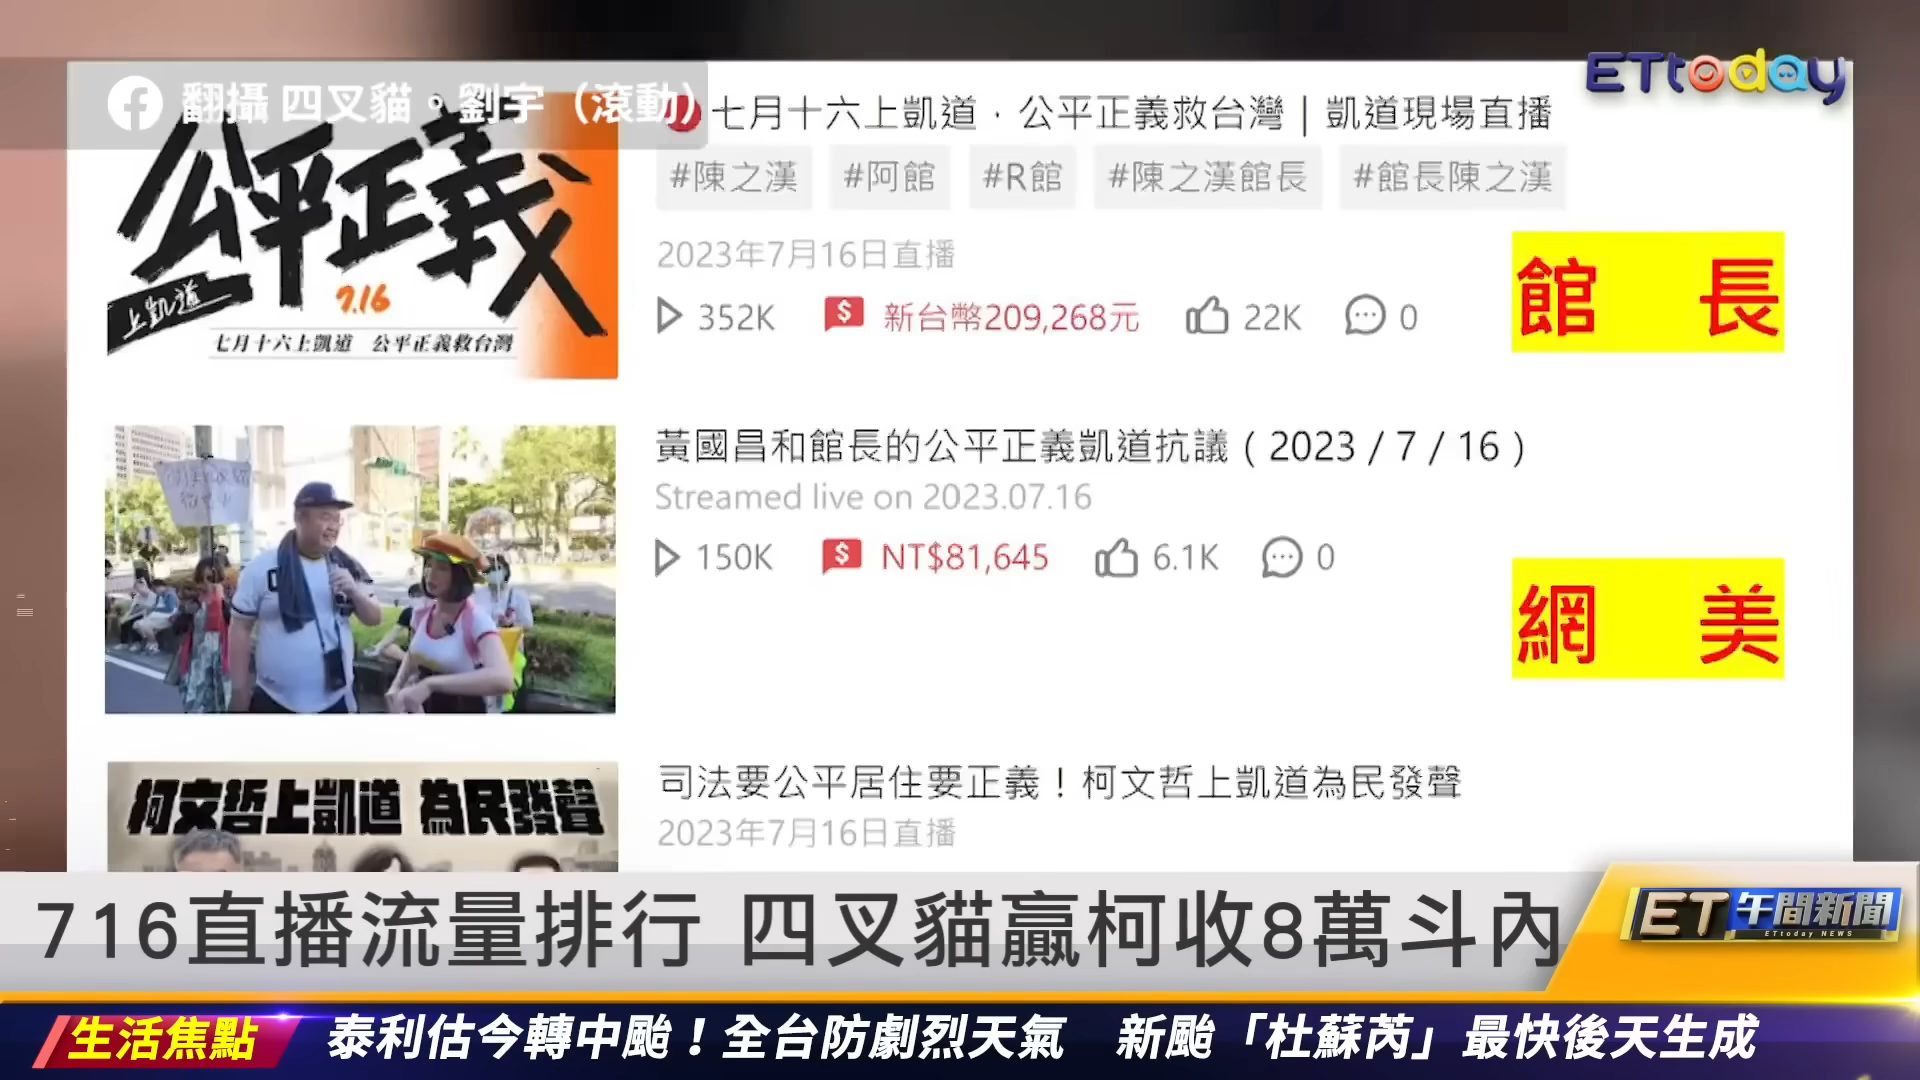 翻攝 四叉貓。劉宇（滾動）
ETtoday
七月十六上凱道，公平正義救台灣｜凱道現場直播
#陳之漢 #阿館 #R館 #陳之漢館長 #館長陳之漢
2023年7月16日直播
352K 新台幣209,268元 22K 0
公平正義
上凱道
7.16
七月十六上凱道 公平正義救台灣
館 長
黃國昌和館長的公平正義凱道抗議（2023/7/16）
Streamed live on 2023.07.16
150K NT$81,645 6.1K 0
網 美
柯文哲上凱道 為民發聲
司法要公平居住要正義！柯文哲上凱道為民發聲
2023年7月16日直播
716直播流量排行 四叉貓贏柯收8萬斗內
ET午間新聞
ETtoday NEWS
生活焦點 泰利估今轉中颱！全台防劇烈天氣 新颱「杜蘇芮」最快後天生成